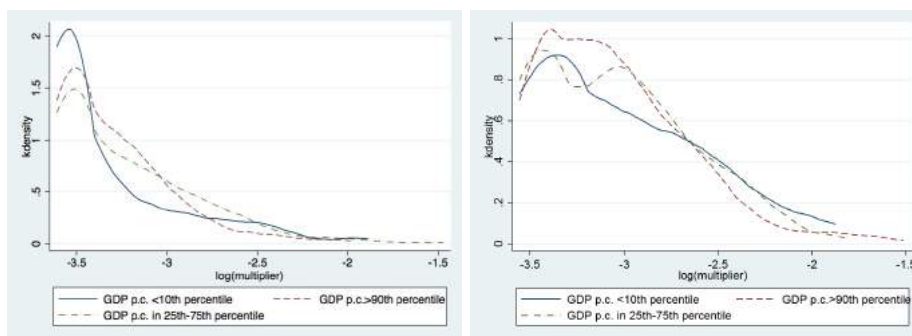 kdensity
2
1.5
1
.5
0
-3.5 -3 -2.5 -2 -1.5
log(multiplier)
GDP p.c. <10th percentile GDP p.c.>90th percentile
GDP p.c. in 25th-75th percentile
kdensity
1
.8
.6
.4
.2
0
-3.5 -3 -2.5 -2 -1.5
log(multiplier)
GDP p.c. <10th percentile GDP p.c.>90th percentile
GDP p.c. in 25th-75th percentile